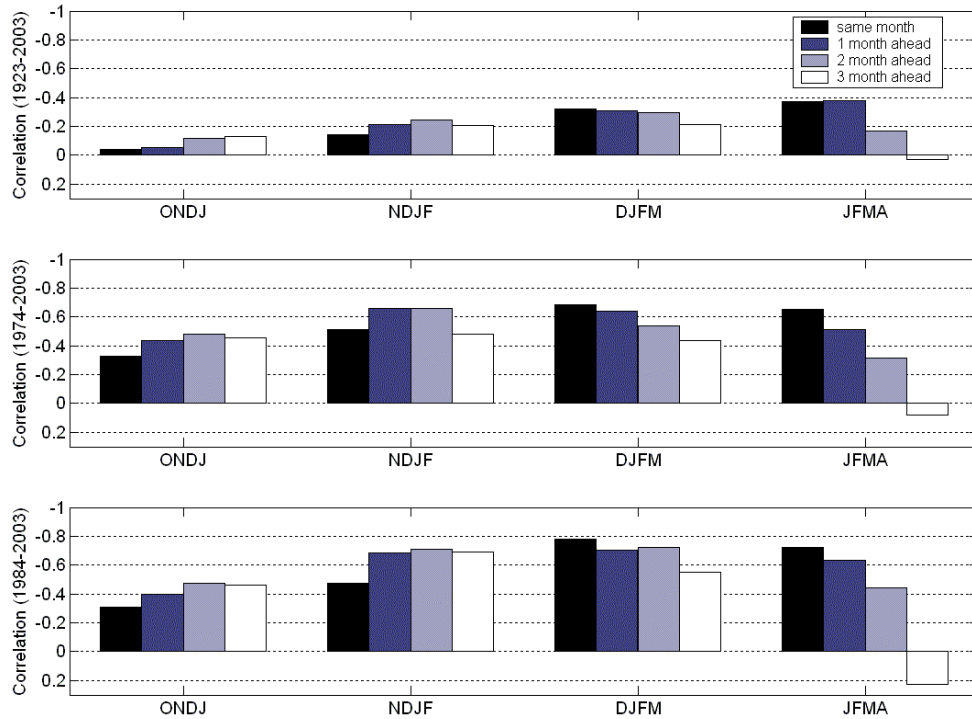 Correlation (1923-2003)
-1
-0.8
-0.6
-0.4
-0.2
0
0.2
same month
1 month ahead
2 month ahead
3 month ahead
ONDJ
NDJF
DJFM
JFMA
Correlation (1974-2003)
-1
-0.8
-0.6
-0.4
-0.2
0
0.2
ONDJ
NDJF
DJFM
JFMA
Correlation (1984-2003)
-1
-0.8
-0.6
-0.4
-0.2
0
0.2
ONDJ
NDJF
DJFM
JFMA